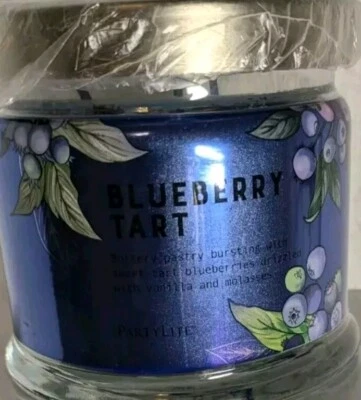 BLUEBERRY
TART
Buttery pastry bursting with
sweet tart blueberries drizzled
with vanilla and molasses
PARTYLITE